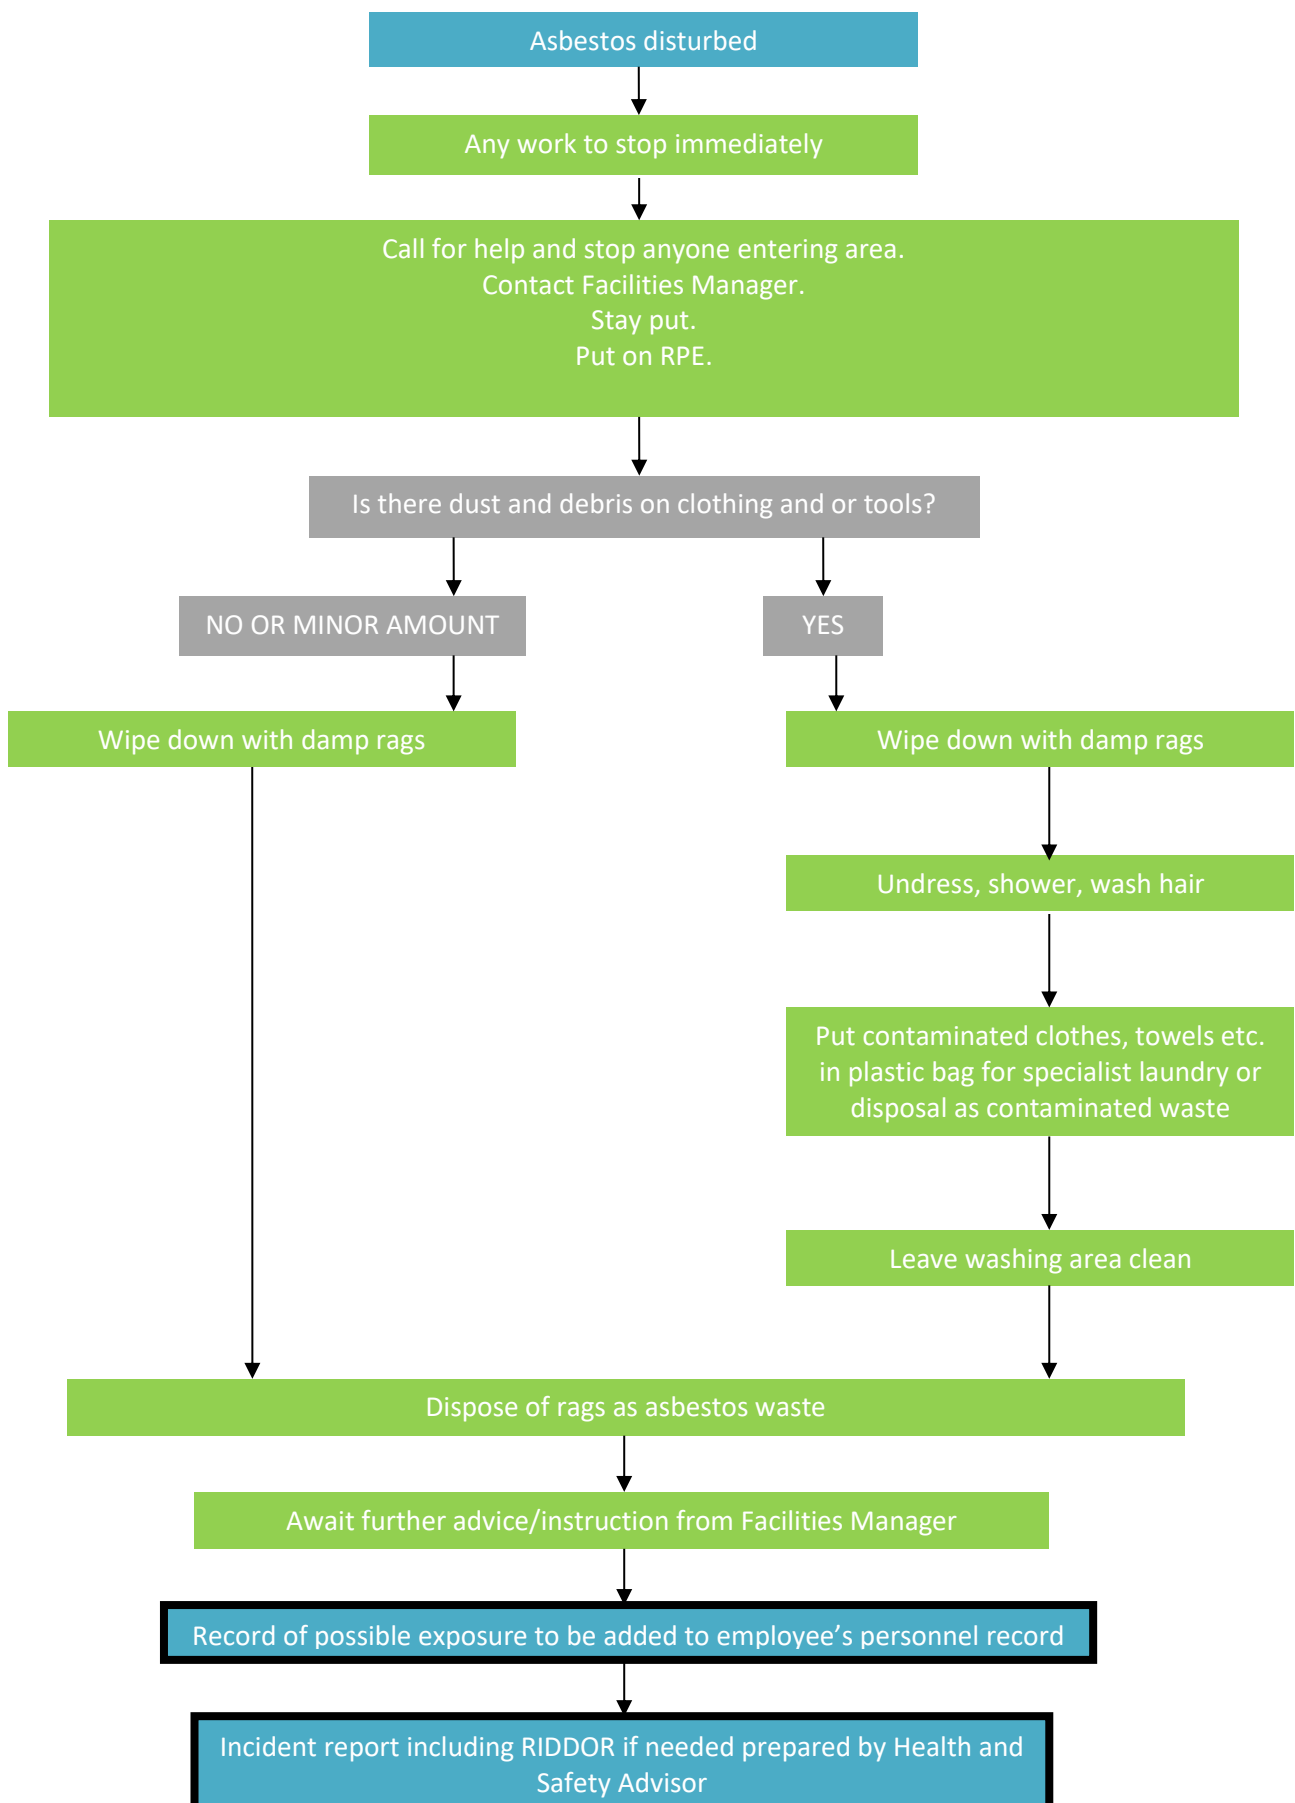 Asbestos disturbed
Any work to stop immediately
Call for help and stop anyone entering area.
Contact Facilities Manager.
Stay put.
Put on RPE.
Is there dust and debris on clothing and or tools?
NO OR MINOR AMOUNT
YES
Wipe down with damp rags
Wipe down with damp rags
Undress, shower, wash hair
Put contaminated clothes, towels etc.
in plastic bag for specialist laundry or
disposal as contaminated waste
Leave washing area clean
Dispose of rags as asbestos waste
Await further advice/instruction from Facilities Manager
Record of possible exposure to be added to employee’s personnel record
Incident report including RIDDOR if needed prepared by Health and
Safety Advisor